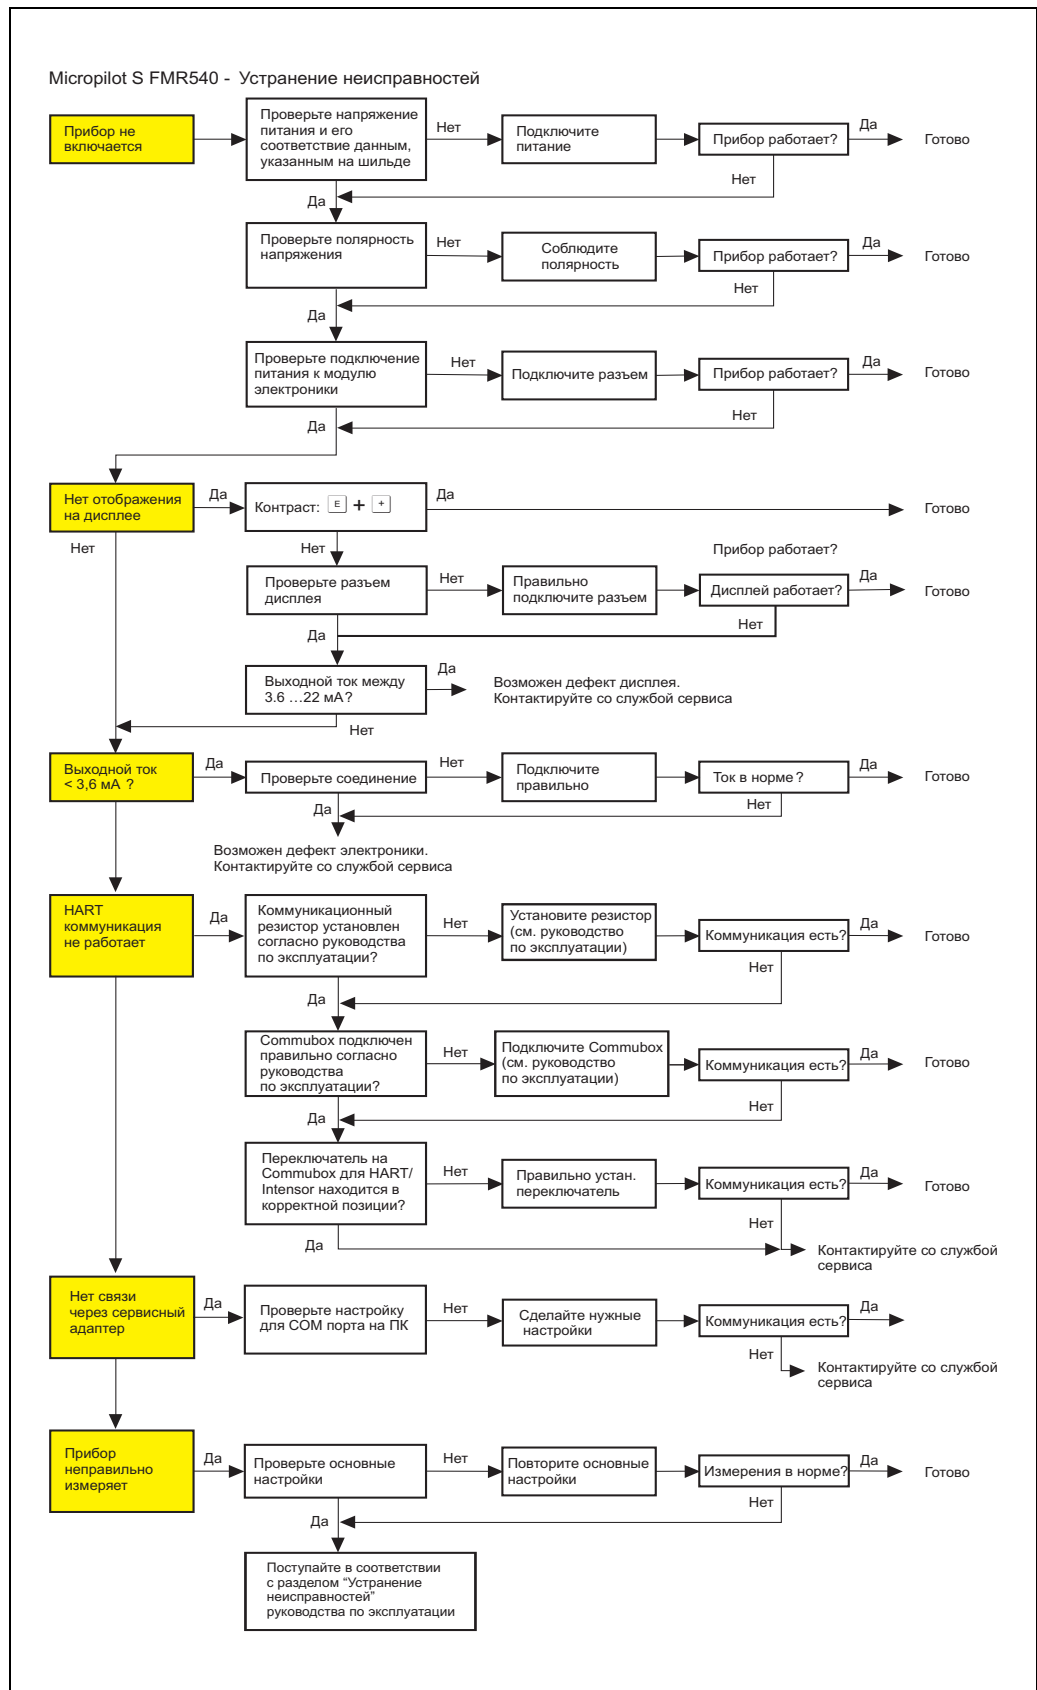 Micropilot S FMR540 - Устранение неисправностей
Прибор не
включается
Проверьте напряжение
питания и его
соответствие данным,
указанным на шильде
Нет
Подключите
питание
Прибор работает?
Да
Готово
Нет
Да
Проверьте полярность
напряжения
Нет
Соблюдите
полярность
Прибор работает?
Да
Готово
Нет
Да
Проверьте подключение
питания к модулю
электроники
Нет
Подключите разъем
Прибор работает?
Да
Готово
Нет
Да
Нет отображения
на дисплее
Да
Контраст: E + +
Да
Готово
Нет
Нет
Прибор работает?
Проверьте разъем
дисплея
Нет
Правильно
подключите разъем
Дисплей работает?
Да
Готово
Нет
Да
Выходной ток между
3.6 …22 мА?
Да
Возможен дефект дисплея.
Контактируйте со службой сервиса
Нет
Выходной ток
< 3,6 мА ?
Да
Проверьте соединение
Нет
Подключите
правильно
Ток в норме?
Да
Готово
Нет
Да
Возможен дефект электроники.
Контактируйте со службой сервиса
HART
коммуникация
не работает
Да
Коммуникационный
резистор установлен
согласно руководства
по эксплуатации?
Нет
Установите резистор
(см. руководство
по эксплуатации)
Коммуникация есть?
Да
Готово
Нет
Да
Commubox подключен
правильно согласно
руководства
по эксплуатации?
Нет
Подключите Commubox
(см. руководство
по эксплуатации)
Коммуникация есть?
Да
Готово
Нет
Да
Переключатель на
Commubox для HART/
Intensor находится в
корректной позиции?
Нет
Правильно устан.
переключатель
Коммуникация есть?
Да
Готово
Нет
Да
Контактируйте со службой
сервиса
Нет связи
через сервисный
адаптер
Да
Проверьте настройку
для COM порта на ПК
Нет
Сделайте нужные
настройки
Коммуникация есть?
Да
Нет
Контактируйте со службой
сервиса
Прибор
неправильно
измеряет
Да
Проверьте основные
настройки
Нет
Повторите основные
настройки
Измерения в норме?
Да
Готово
Нет
Да
Поступайте в соответствии
с разделом “Устранение
неисправностей”
руководства по эксплуатации